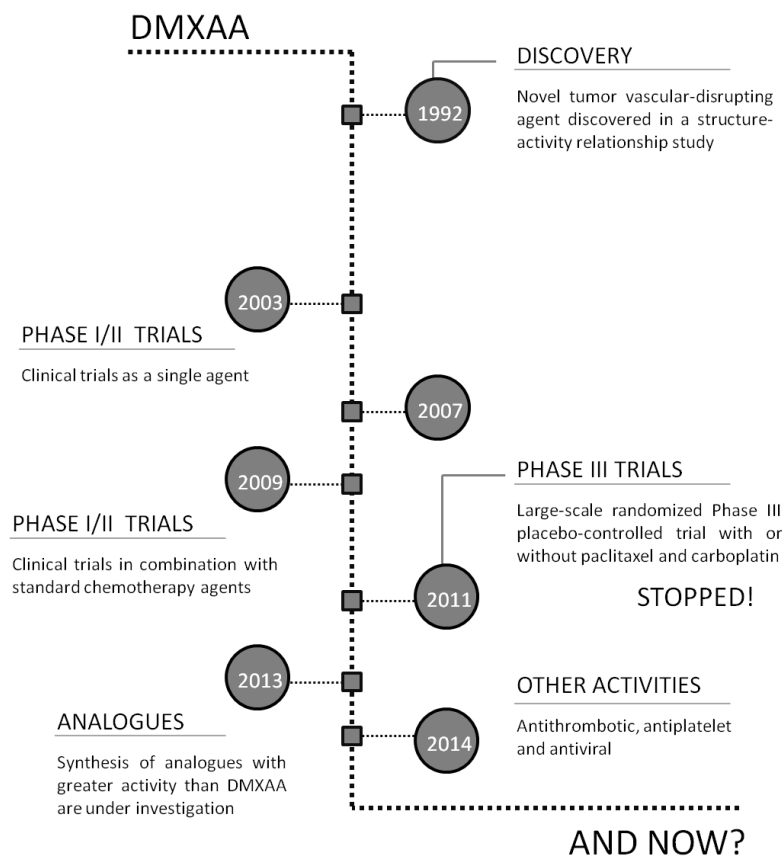 DMXAA
DISCOVERY
1992
Novel tumor vascular-disrupting
agent discovered in a structure-
activity relationship study
2003
PHASE I/II TRIALS
Clinical trials as a single agent
2007
2009
PHASE I/II TRIALS
Clinical trials in combination with
standard chemotherapy agents
PHASE III TRIALS
Large-scale randomized Phase III
placebo-controlled trial with or
without paclitaxel and carboplatin
2011
STOPPED!
2013
ANALOGUES
Synthesis of analogues with
greater activity than DMXAA
are under investigation
OTHER ACTIVITIES
2014
Antithrombotic, antiplatelet
and antiviral
AND NOW?